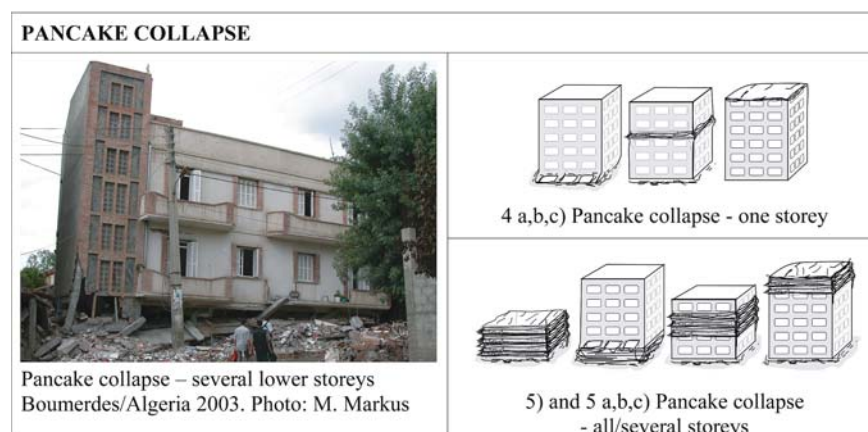 PANCAKE COLLAPSE
Pancake collapse – several lower storeys
Boumerdes/Algeria 2003. Photo: M. Markus
4 a,b,c) Pancake collapse - one storey
5) and 5 a,b,c) Pancake collapse
- all/several storeys